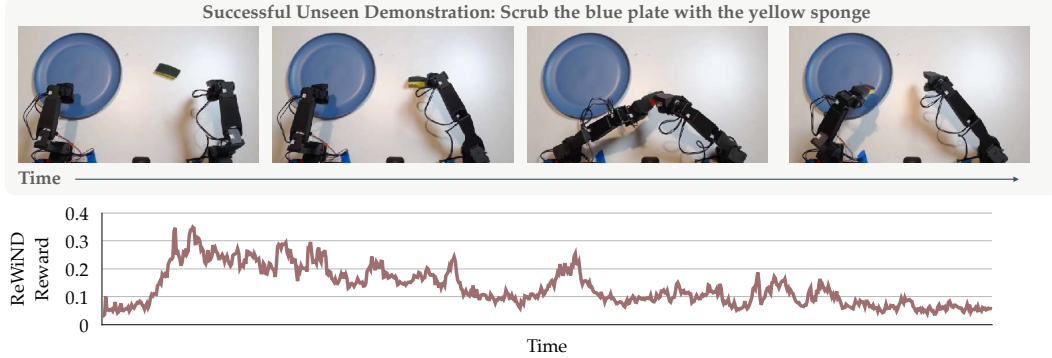 Successful Unseen Demonstration: Scrub the blue plate with the yellow sponge
Time
0.4
0.3
0.2
0.1
0
ReWiND
Reward
Time